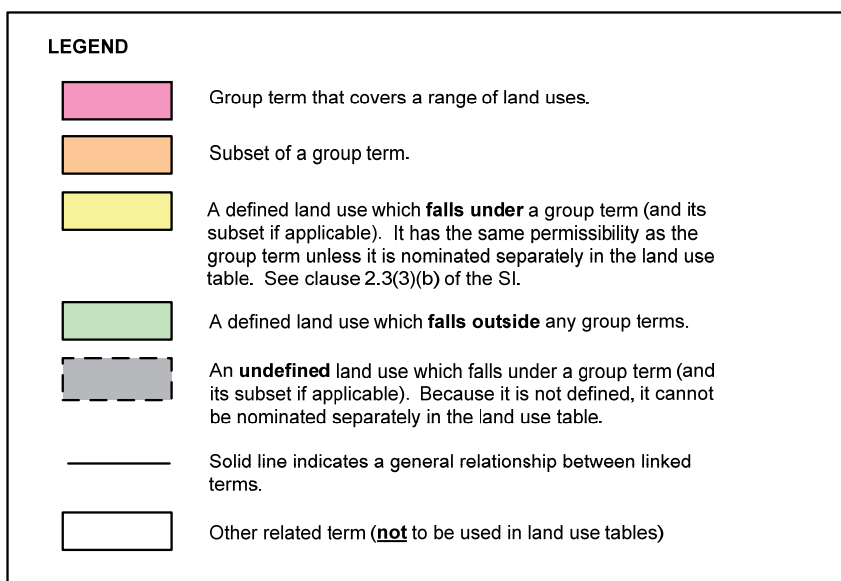 LEGEND
Group term that covers a range of land uses.
Subset of a group term.
A defined land use which falls under a group term (and its
subset if applicable). It has the same permissibility as the
group term unless it is nominated separately in the land use
table. See clause 2.3(3)(b) of the SI.
A defined land use which falls outside any group terms.
An undefined land use which falls under a group term (and
its subset if applicable). Because it is not defined, it cannot
be nominated separately in the land use table.
Solid line indicates a general relationship between linked
terms.
Other related term (not to be used in land use tables)